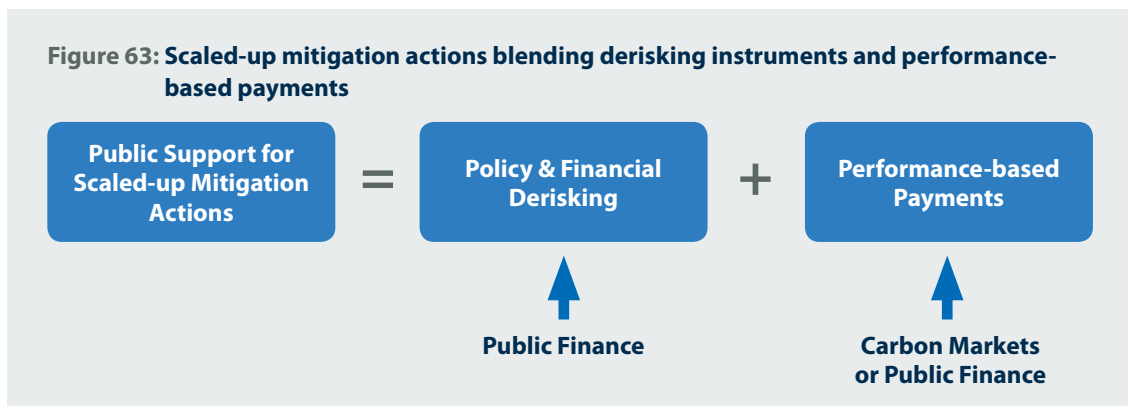 Figure 63: Scaled-up mitigation actions blending derisking instruments and performance-
based payments
Public Support for
Scaled-up Mitigation
Actions
=
Policy & Financial
Derisking
+
Performance-based
Payments
Public Finance
Carbon Markets
or Public Finance